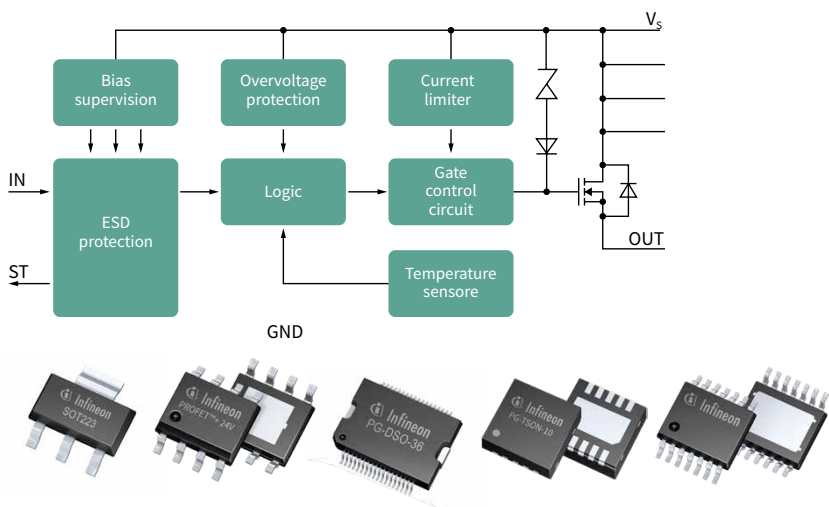 Vs
Bias
supervision
Overvoltage
protection
Current
limiter
IN
ESD
protection
Logic
Gate
control
circuit
OUT
ST
Temperature
sensore
GND
Infineon
SOT223
Infineon
PROFET™+ 24V
Infineon
PG-DSO-36
Infineon
PG-TSON-10
Infineon